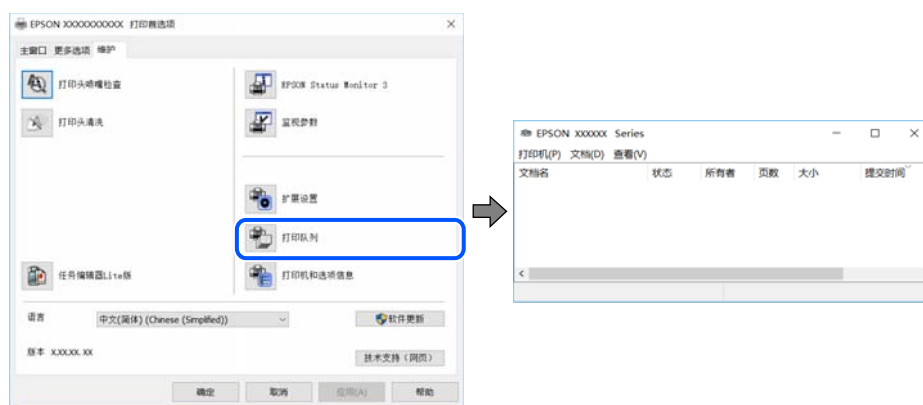 EPSON XXXXXXXXXXX 打印首选项
主窗口 更多选项 维护
打印头喷嘴检查
EPSON Status Monitor 3
打印头清洗
监视参数
扩展设置
打印队列
任务编辑器Lite版
打印机和选项信息
语言
中文(简体) (Chinese (Simplified))
软件更新
版本 X.XX.XX.XX
技术支持(网页)
确定
取消
应用(A)
帮助
EPSON XXXXXX Series
打印机(P) 文档(D) 查看(V)
文档名 状态 所有者 页数 大小 提交时间